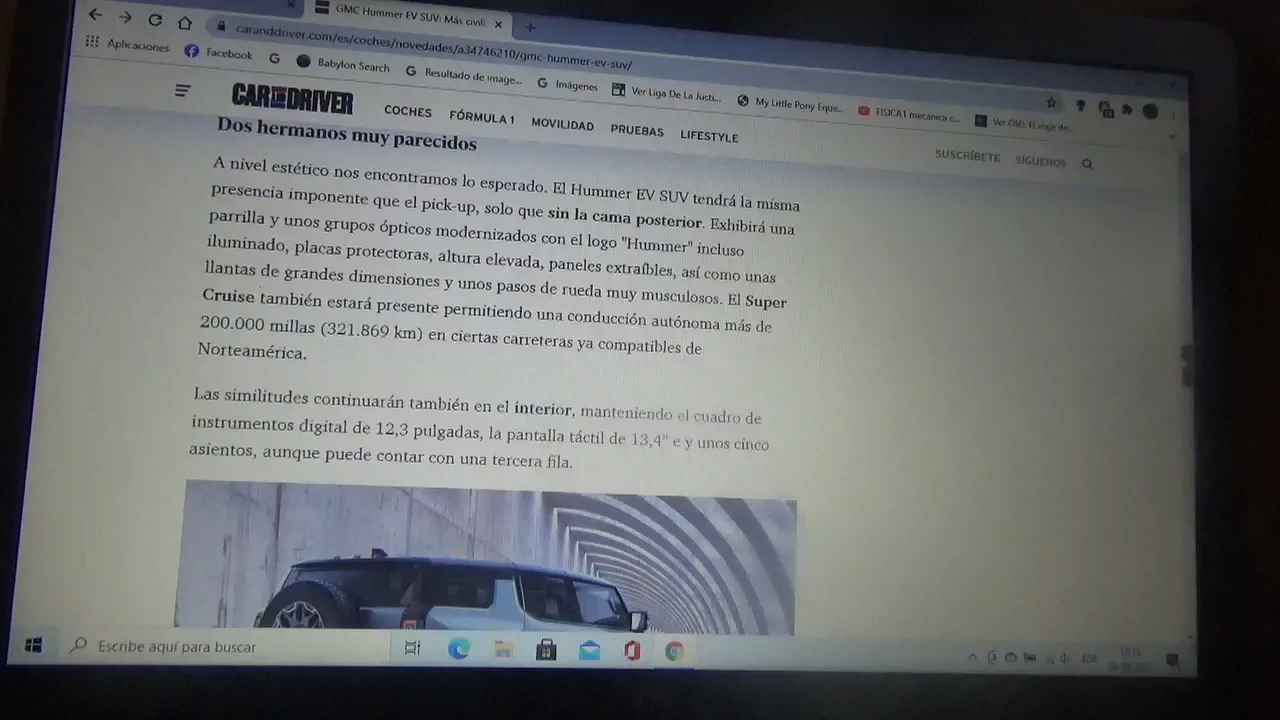 GMC Hummer EV SUV: Más civili
caranddriver.com/es/coches/novedades/a34746210/gmc-hummer-ev-suv/
Aplicaciones Facebook Babylon Search Resultado de image... Imágenes Ver Liga De La Justi... My Little Pony Eque... FISICA1 mecanica c... Ver Olé: El viaje de...
CAR AND DRIVER COCHES FÓRMULA 1 MOVILIDAD PRUEBAS LIFESTYLE SUSCRÍBETE SÍGUENOS
Dos hermanos muy parecidos
A nivel estético nos encontramos lo esperado. El Hummer EV SUV tendrá la misma
presencia imponente que el pick-up, solo que sin la cama posterior. Exhibirá una
parrilla y unos grupos ópticos modernizados con el logo "Hummer" incluso
iluminado, placas protectoras, altura elevada, paneles extraíbles, así como unas
llantas de grandes dimensiones y unos pasos de rueda muy musculosos. El Super
Cruise también estará presente permitiendo una conducción autónoma más de
200.000 millas (321.869 km) en ciertas carreteras ya compatibles de
Norteamérica.
Las similitudes continuarán también en el interior, manteniendo el cuadro de
instrumentos digital de 12,3 pulgadas, la pantalla táctil de 13,4" e y unos cinco
asientos, aunque puede contar con una tercera fila.
Escribe aquí para buscar